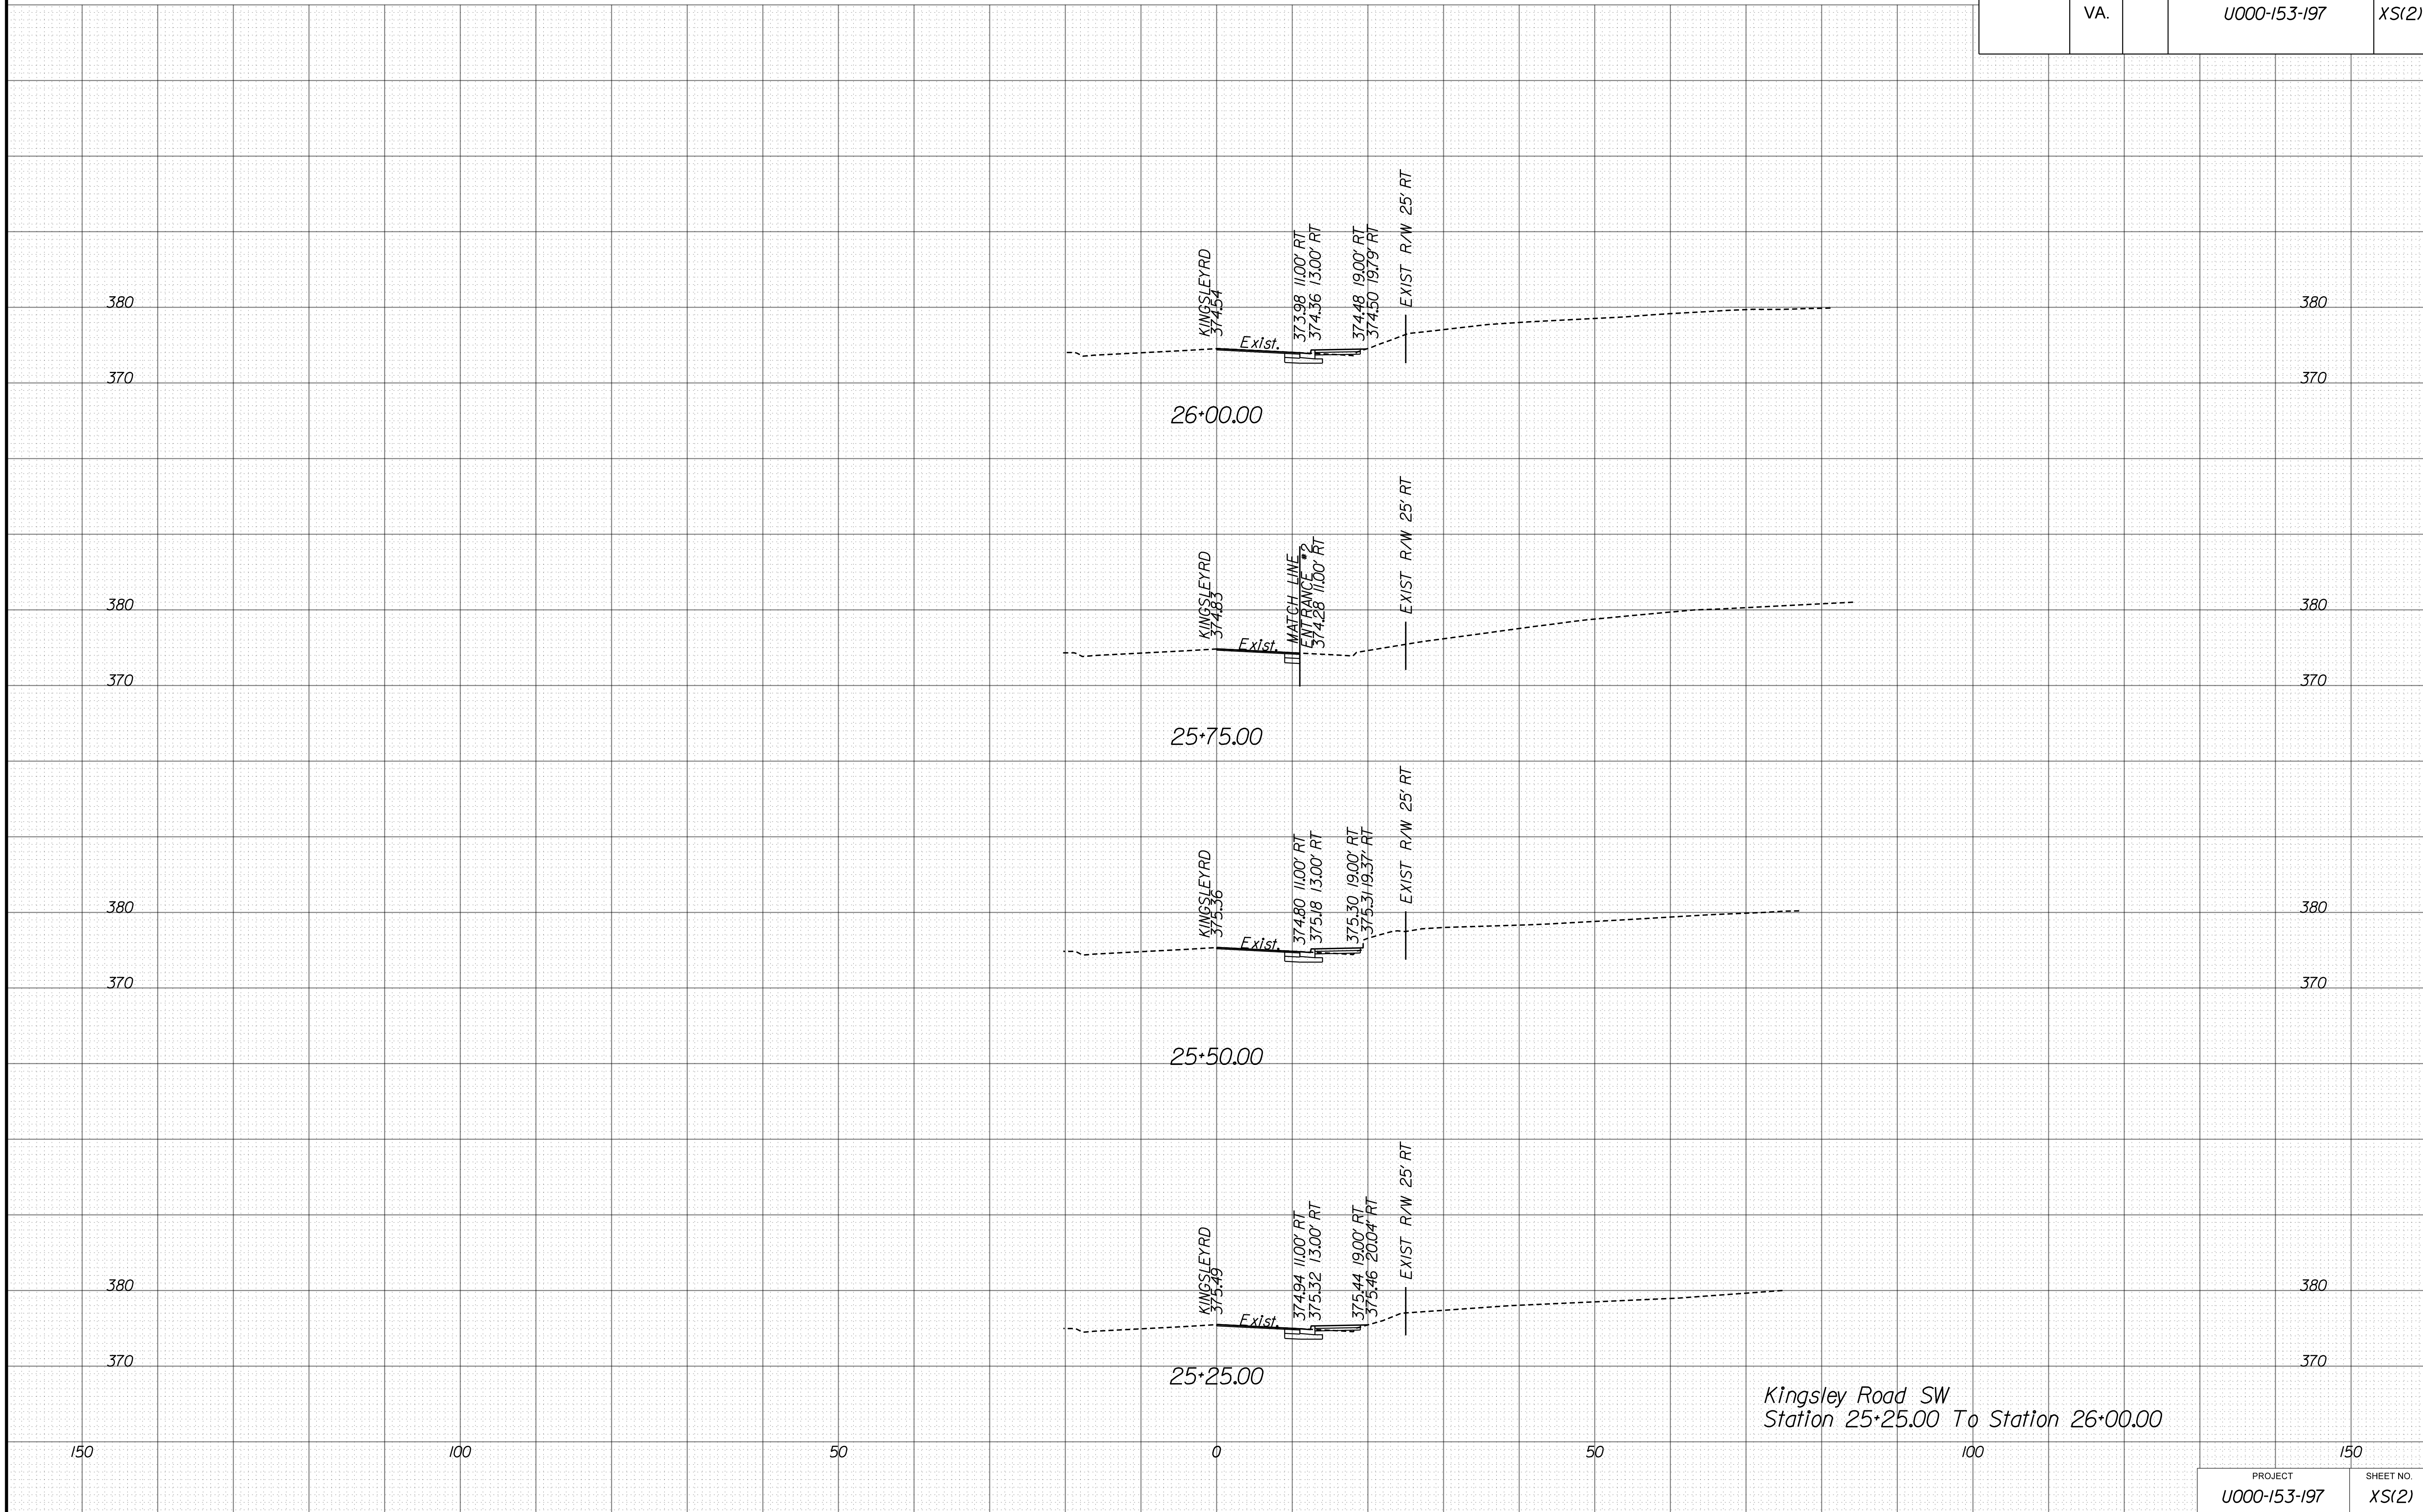 VA. U000-153-197 XS(2)
EXIST R/W 25' RT
KINGSLEYRD
374.54
373.98 11.00' RT
374.36 13.00' RT
374.48 19.00' RT
374.50 19.79' RT
Exist.
380 380
370 370
26+00.00
EXIST R/W 25' RT
KINGSLEYRD
374.83
MATCH LINE
ENTRANCE #2
374.28 11.00' RT
Exist.
380 380
370 370
25+75.00
EXIST R/W 25' RT
KINGSLEYRD
375.36
374.80 11.00' RT
375.18 13.00' RT
375.30 19.00' RT
375.31 19.37' RT
Exist.
380 380
370 370
25+50.00
EXIST R/W 25' RT
KINGSLEYRD
375.49
374.94 11.00' RT
375.32 13.00' RT
375.44 19.00' RT
375.46 20.04' RT
Exist.
380 380
370 370
25+25.00
Kingsley Road SW
Station 25+25.00 To Station 26+00.00
150 100 50 0 50 100 150
PROJECT SHEET NO.
U000-153-197 XS(2)